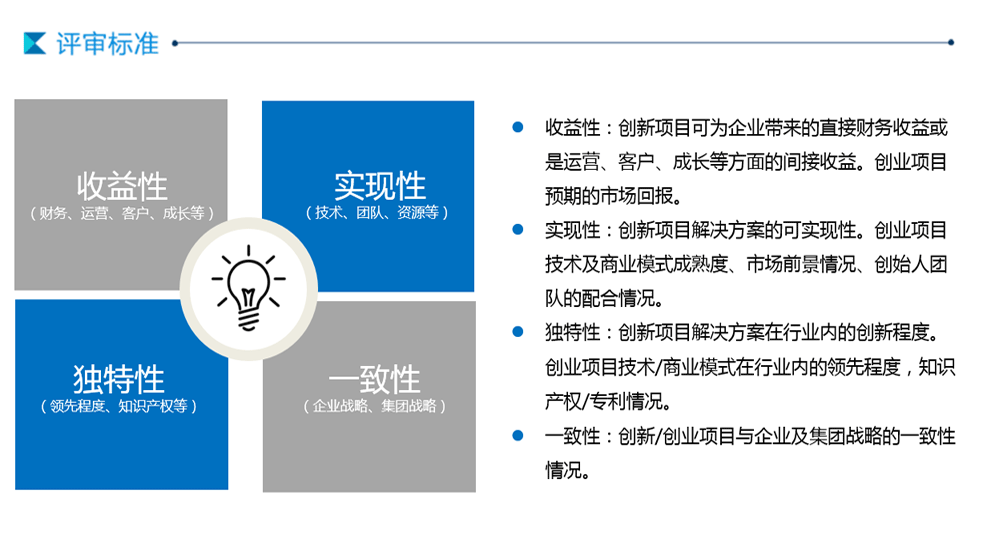 评审标准
收益性
（财务、运营、客户、成长等）
实现性
（技术、团队、资源等）
独特性
（领先程度、知识产权等）
一致性
（企业战略、集团战略）
收益性：创新项目可为企业带来的直接财务收益或
是运营、客户、成长等方面的间接收益。创业项目
预期的市场回报。
实现性：创新项目解决方案的可实现性。创业项目
技术及商业模式成熟度、市场前景情况、创始人团
队的配合情况。
独特性：创新项目解决方案在行业内的创新程度。
创业项目技术/商业模式在行业内的领先程度，知识
产权/专利情况。
一致性：创新/创业项目与企业及集团战略的一致性
情况。